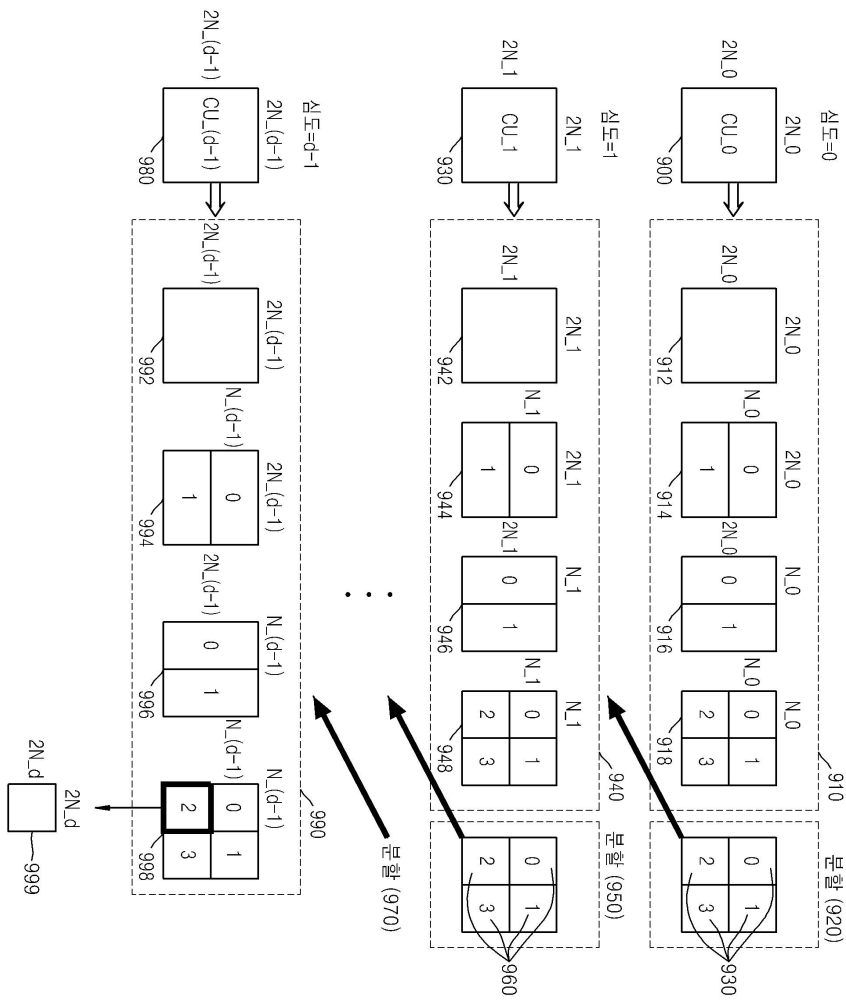 심도=0
2N_0
2N_0
CU_0
900
2N_0
2N_0
912
2N_0
N_0
0
1
914
N_0
2N_0
0
1
916
N_0
N_0
0
1
2
3
918
910
분할 (920)
0
1
2
3
930
심도=1
2N_1
2N_1
CU_1
930
2N_1
2N_1
942
2N_1
N_1
0
1
944
N_1
2N_1
0
1
946
N_1
N_1
0
1
2
3
948
940
분할 (950)
0
1
2
3
960
심도=d-1
2N_(d-1)
2N_(d-1)
CU_(d-1)
980
2N_(d-1)
2N_(d-1)
992
2N_(d-1)
N_(d-1)
0
1
994
N_(d-1)
2N_(d-1)
0
1
996
N_(d-1)
N_(d-1)
0
1
2
3
998
990
분할 (970)
2N_d
2N_d
999